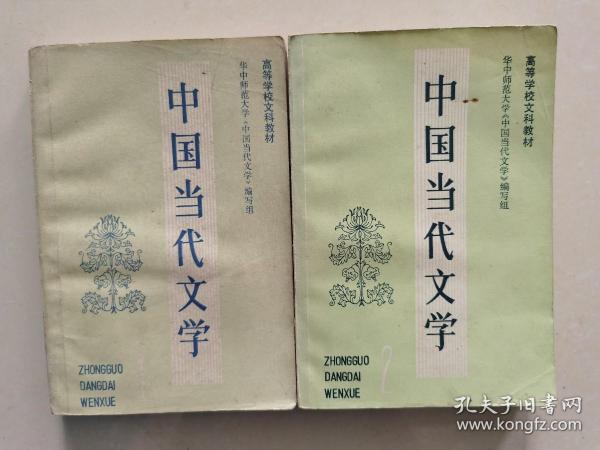 高等学校文科教材
华中师范大学《中国当代文学》编写组
中国当代文学
ZHONGGUO
DANGDAI
WENXUE
高等学校文科教材
华中师范大学《中国当代文学》编写组
中国当代文学
2
ZHONGGUO
DANGDAI
WENXUE
孔夫子旧书网